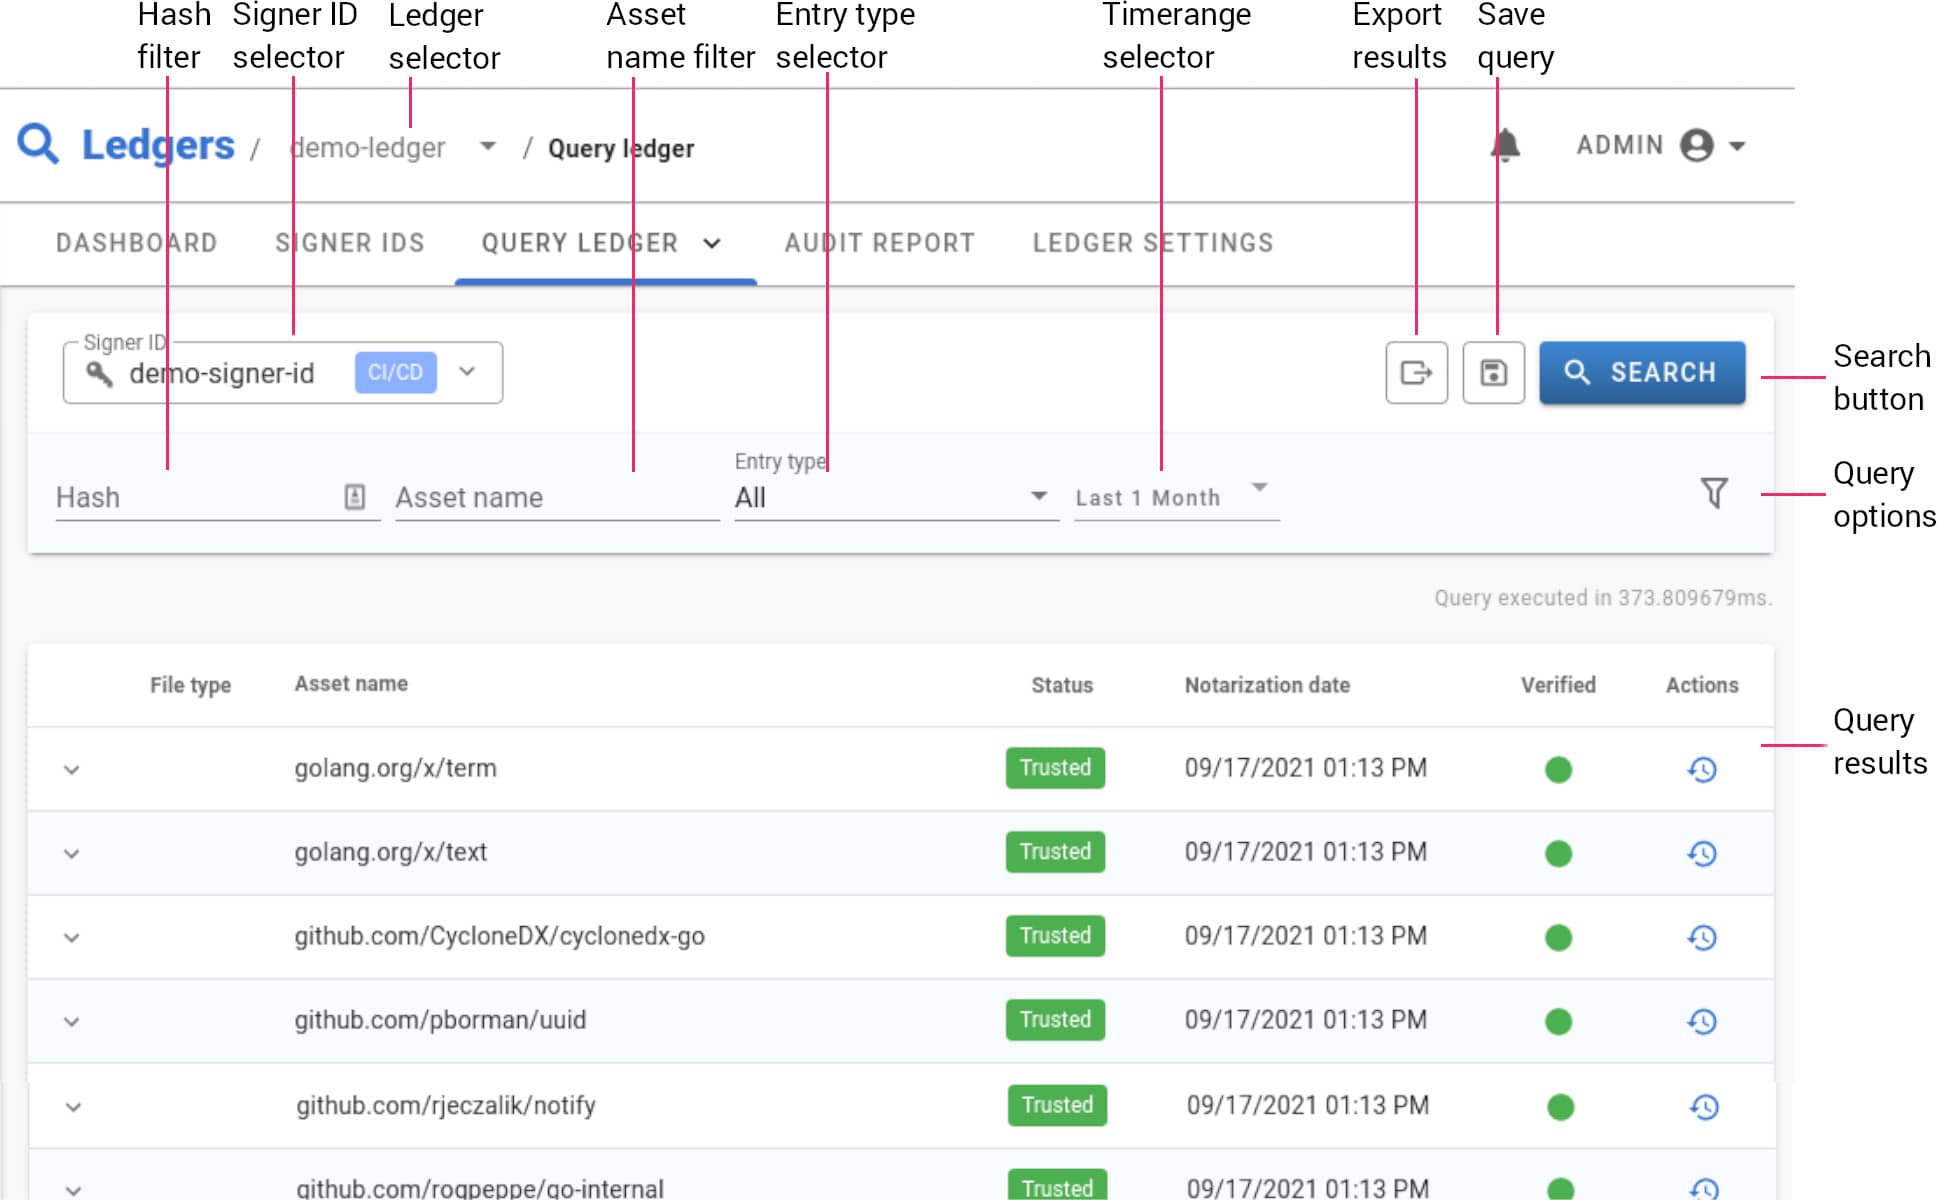 Hash filter
Signer ID selector
Ledger selector
Asset name filter
Entry type selector
Timerange selector
Export results
Save query
Ledgers / demo-ledger / Query ledger
ADMIN
DASHBOARD SIGNER IDS QUERY LEDGER AUDIT REPORT LEDGER SETTINGS
Signer ID
demo-signer-id CI/CD
SEARCH
Search button
Entry type
Hash Asset name All Last 1 Month
Query options
Query executed in 373.809679ms.
File type Asset name Status Notarization date Verified Actions
Query results
golang.org/x/term Trusted 09/17/2021 01:13 PM
golang.org/x/text Trusted 09/17/2021 01:13 PM
github.com/CycloneDX/cyclonedx-go Trusted 09/17/2021 01:13 PM
github.com/pborman/uuid Trusted 09/17/2021 01:13 PM
github.com/rjeczalik/notify Trusted 09/17/2021 01:13 PM
github.com/rogpeppe/go-internal Trusted 09/17/2021 01:13 PM